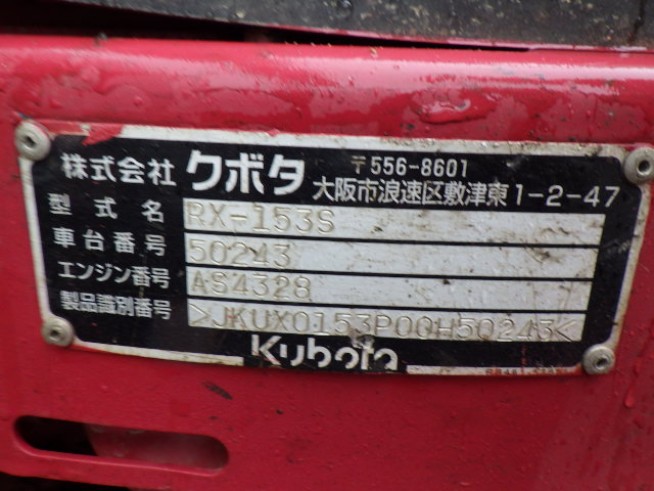 株式会社 クボタ 〒556-8601
大阪市浪速区敷津東1-2-47
型式名 RX-153S
車台番号 50243
エンジン番号 AS4328
製品識別番号 >JKUX0153P00H50243<
Kubota